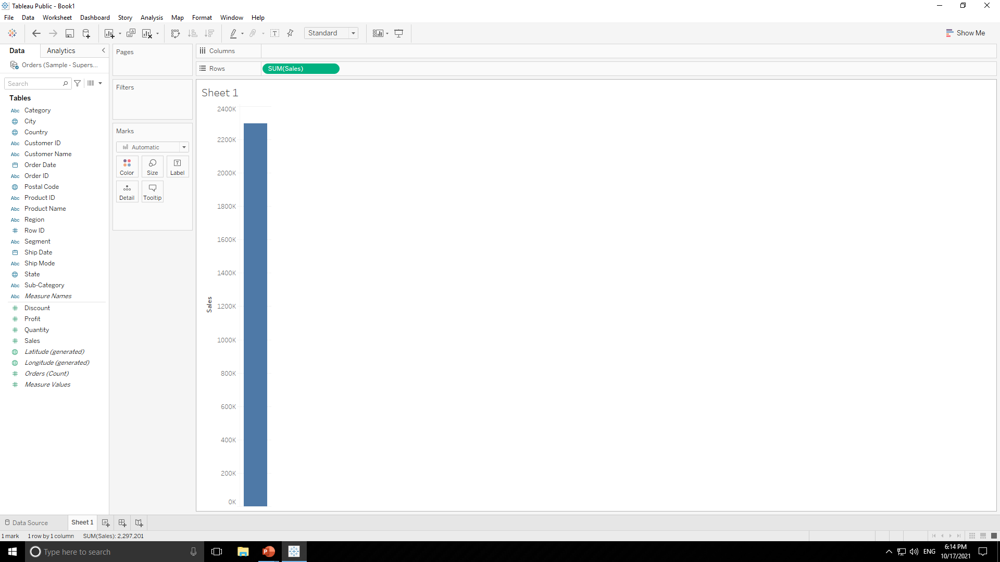 Tableau Public - Book1
File Data Worksheet Dashboard Story Analysis Map Format Window Help
Standard
Show Me
Data Analytics
Orders (Sample - Supers...
Search
Tables
Abc Category
City
Country
Abc Customer ID
Abc Customer Name
Order Date
Abc Order ID
Postal Code
Abc Product ID
Abc Product Name
Abc Region
# Row ID
Abc Segment
Ship Date
Abc Ship Mode
State
Abc Sub-Category
Abc Measure Names
# Discount
# Profit
# Quantity
# Sales
Latitude (generated)
Longitude (generated)
# Orders (Count)
# Measure Values
Pages
Filters
Marks
Automatic
Color Size Label
Detail Tooltip
Columns
Rows SUM(Sales)
Sheet 1
2400K
2200K
2000K
1800K
1600K
1400K
1200K
1000K
800K
600K
400K
200K
0K
Sales
Data Source Sheet 1
1 mark 1 row by 1 column SUM(Sales): 2,297,201
Type here to search
ENG
6:14 PM
10/17/2021